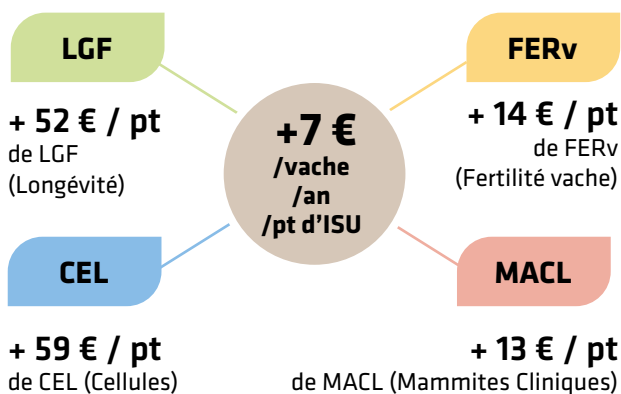 LGF
+ 52 € / pt
de LGF
(Longévité)
FERv
+ 14 € / pt
de FERv
(Fertilité vache)
+7 €
/vache
/an
/pt d’ISU
CEL
+ 59 € / pt
de CEL (Cellules)
MACL
+ 13 € / pt
de MACL (Mammites Cliniques)